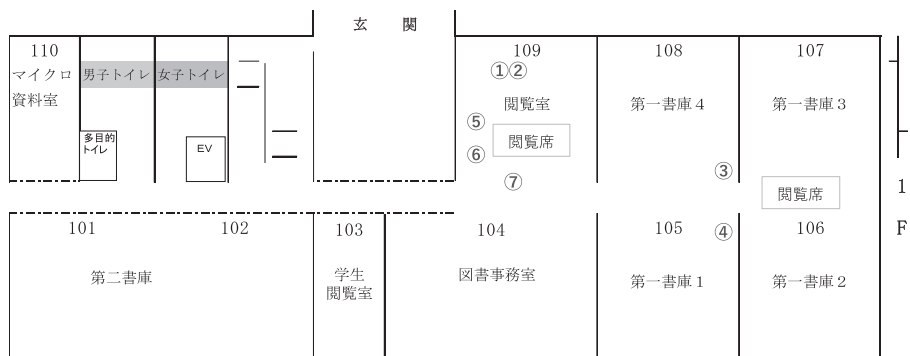 玄 関
110
マイクロ
資料室
男子トイレ
女子トイレ
多目的
トイレ
EV
109
①②
閲覧室
⑤
閲覧席
⑥
⑦
108
第一書庫4
③
107
第一書庫3
閲覧席
1
F
101
102
第二書庫
103
学生
閲覧室
104
図書事務室
105
④
第一書庫1
106
第一書庫2